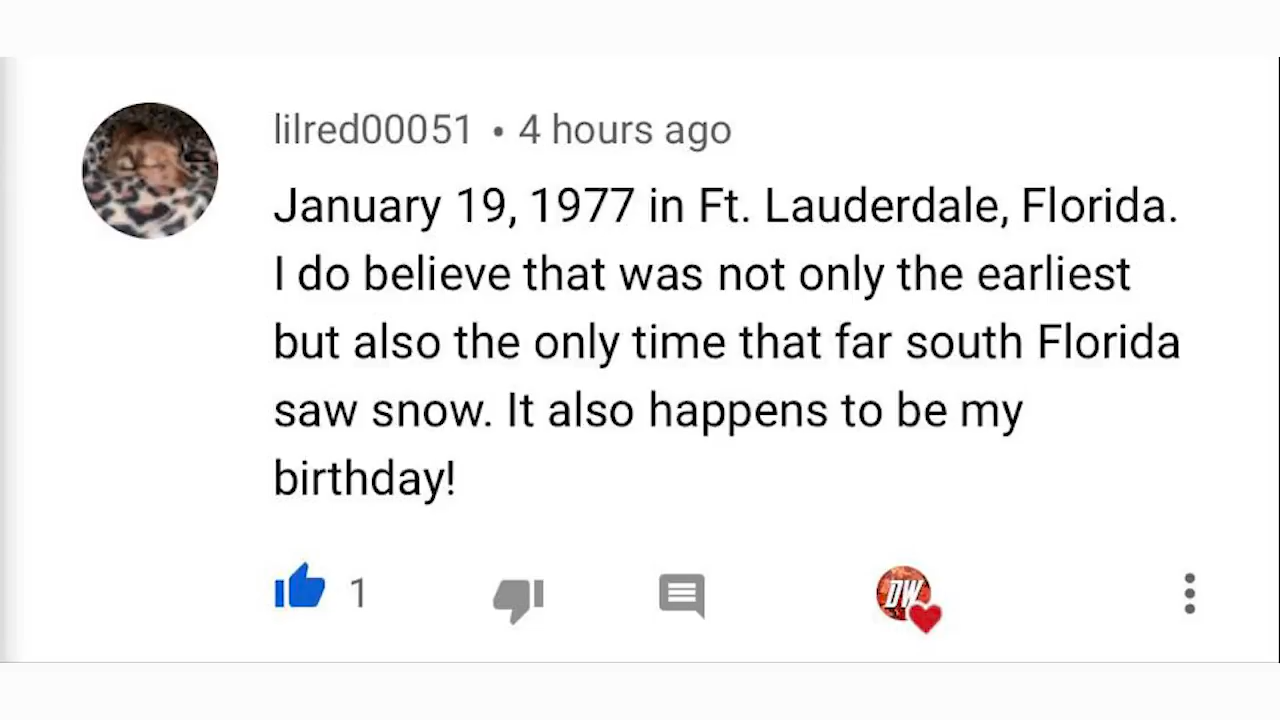 lilred00051 • 4 hours ago
January 19, 1977 in Ft. Lauderdale, Florida.
I do believe that was not only the earliest
but also the only time that far south Florida
saw snow. It also happens to be my
birthday!
1
DW